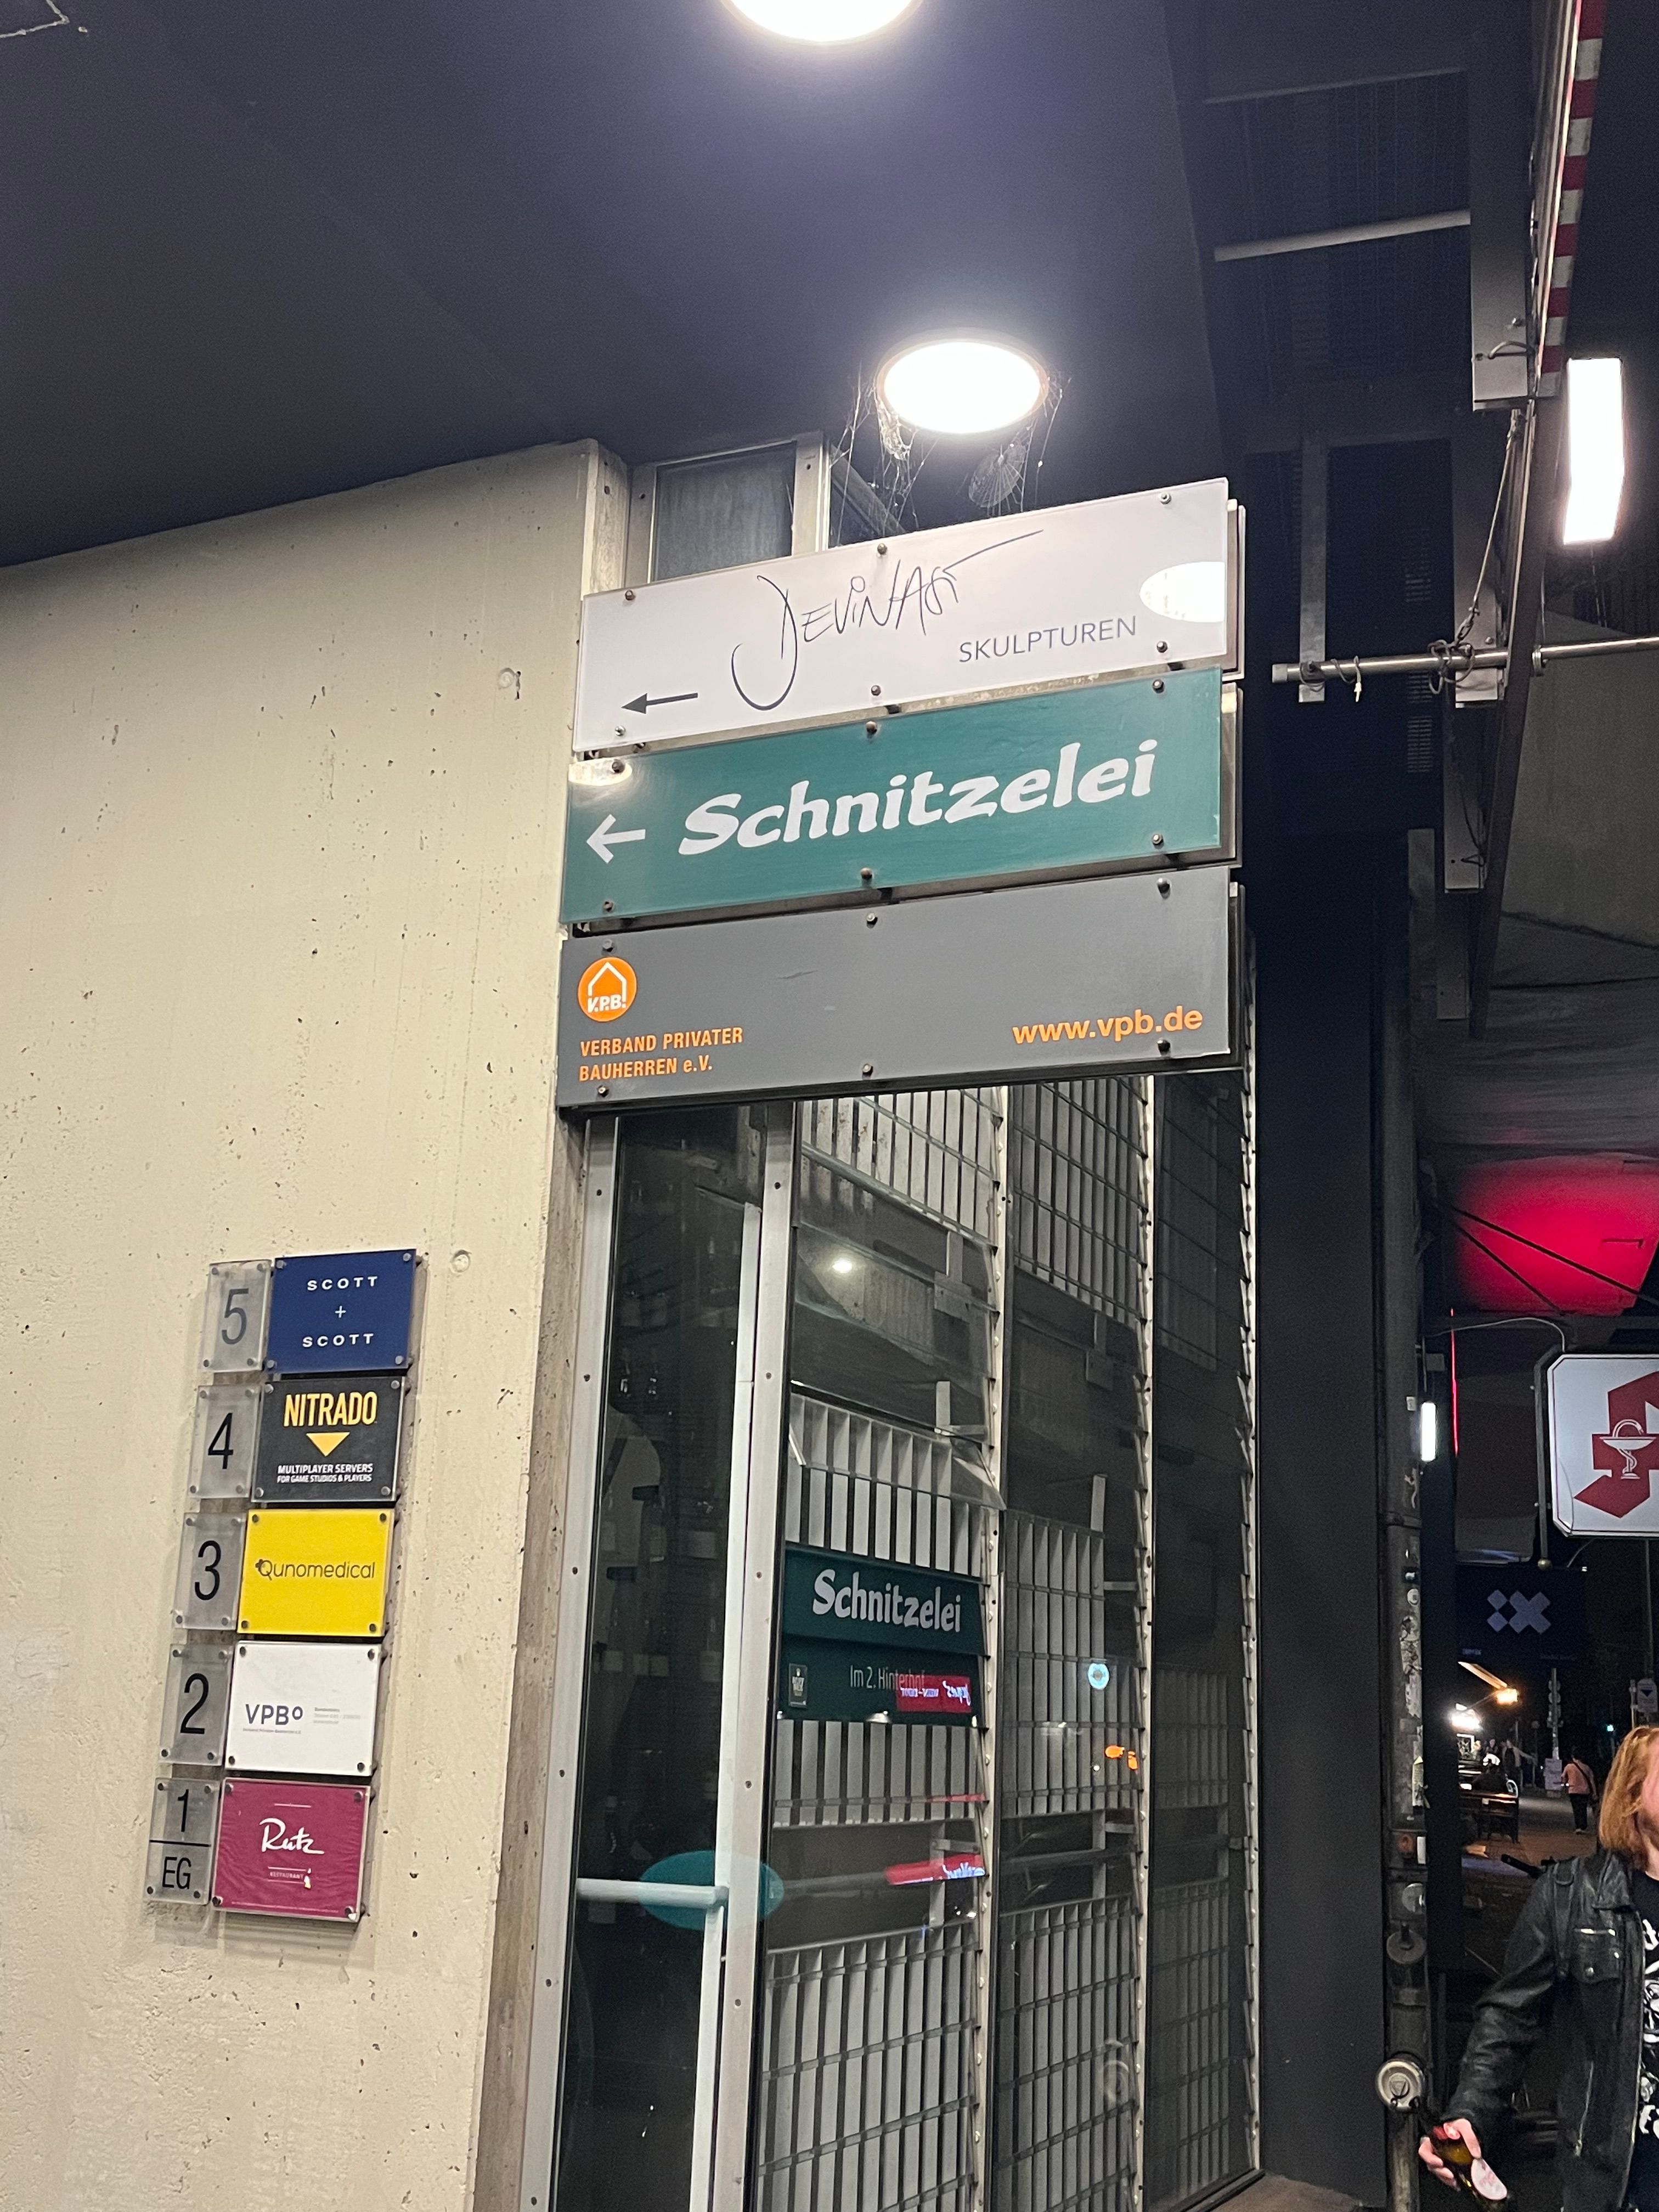 SKULPTUREN
Schnitzelei
V.P.B.
VERBAND PRIVATER
BAUHERREN e.V.
www.vpb.de
5
SCOTT
+
SCOTT
4
NITRADO
MULTIPLAYER SERVERS
FOR GAME STUDIOS & PLAYERS
3
Qunomedical
2
VPB
1
EG
Rutz
RESTAURANT
Schnitzelei
Im 2. Hinterhof